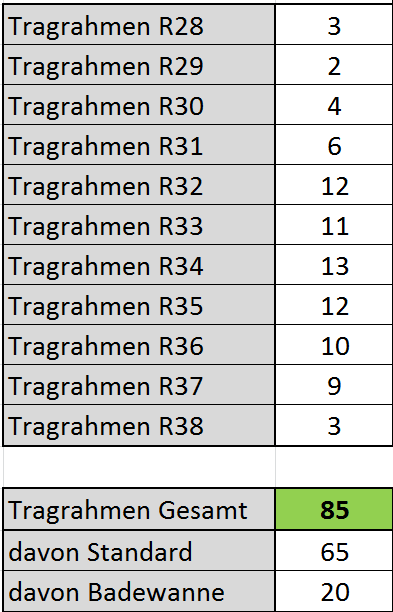 Tragrahmen R28 3
Tragrahmen R29 2
Tragrahmen R30 4
Tragrahmen R31 6
Tragrahmen R32 12
Tragrahmen R33 11
Tragrahmen R34 13
Tragrahmen R35 12
Tragrahmen R36 10
Tragrahmen R37 9
Tragrahmen R38 3
Tragrahmen Gesamt 85
davon Standard 65
davon Badewanne 20